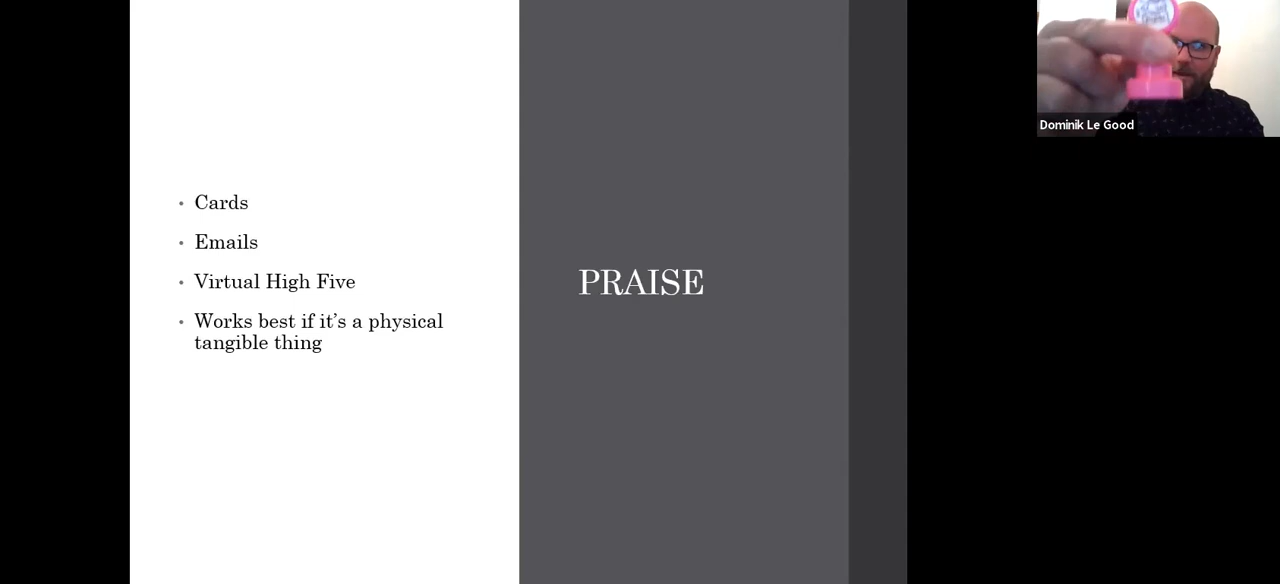 Cards
Emails
Virtual High Five
Works best if it’s a physical
tangible thing
PRAISE
Dominik Le Good